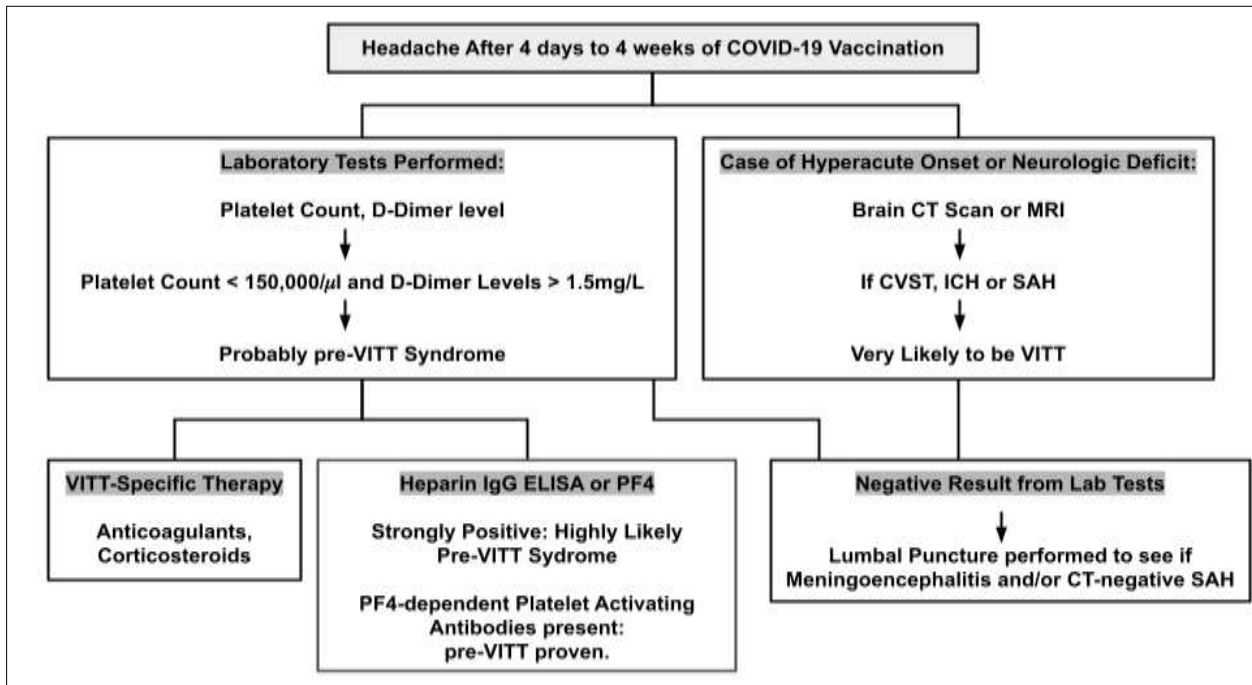 Headache After 4 days to 4 weeks of COVID-19 Vaccination
Laboratory Tests Performed:
Platelet Count, D-Dimer level
Platelet Count < 150,000/μl and D-Dimer Levels > 1.5mg/L
Probably pre-VITT Syndrome
Case of Hyperacute Onset or Neurologic Deficit:
Brain CT Scan or MRI
If CVST, ICH or SAH
Very Likely to be VITT
VITT-Specific Therapy
Anticoagulants,
Corticosteroids
Heparin IgG ELISA or PF4
Strongly Positive: Highly Likely
Pre-VITT Sydrome
PF4-dependent Platelet Activating
Antibodies present:
pre-VITT proven.
Negative Result from Lab Tests
Lumbal Puncture performed to see if
Meningoencephalitis and/or CT-negative SAH